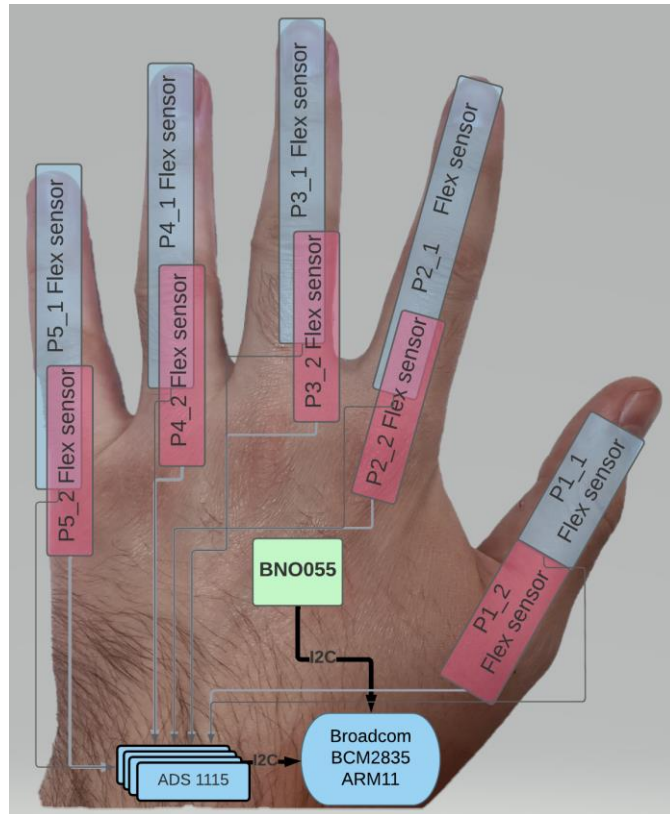 P3_1 Flex sensor
P4_1 Flex sensor
P2_1 Flex sensor
P5_1 Flex sensor
P3_2 Flex sensor
P4_2 Flex sensor
P2_2 Flex sensor
P5_2 Flex sensor
P1_1
Flex sensor
P1_2
Flex sensor
BNO055
I2C
Broadcom
BCM2835
ARM11
I2C
ADS 1115